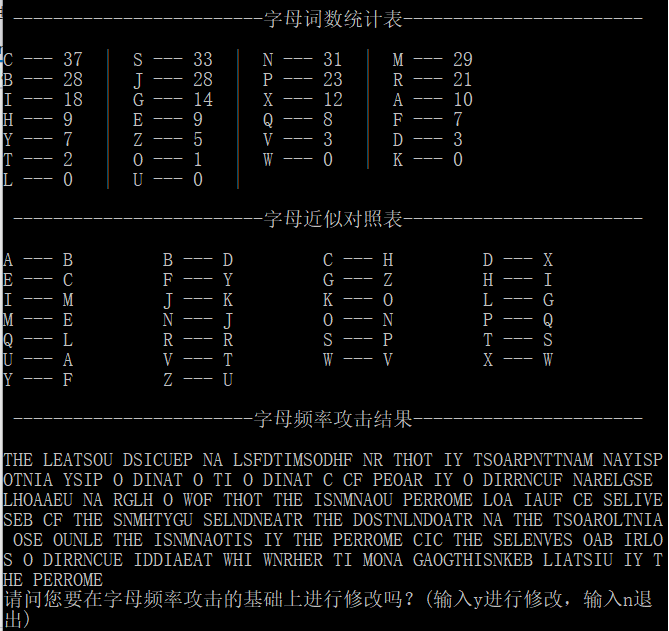 ------------------------字母词数统计表------------------------
C --- 37 | S --- 33 | N --- 31 | M --- 29
B --- 28 | J --- 28 | P --- 23 | R --- 21
I --- 18 | G --- 14 | X --- 12 | A --- 10
H --- 9 | E --- 9 | Q --- 8 | F --- 7
Y --- 7 | Z --- 5 | V --- 3 | D --- 3
T --- 2 | O --- 1 | W --- 0 | K --- 0
L --- 0 | U --- 0 |
------------------------字母近似对照表------------------------
A --- B B --- D C --- H D --- X
E --- C F --- Y G --- Z H --- I
I --- M J --- K K --- O L --- G
M --- E N --- J O --- N P --- Q
Q --- L R --- R S --- P T --- S
U --- A V --- T W --- V X --- W
Y --- F Z --- U
------------------------字母频率攻击结果------------------------
THE LEATSOU DSICUEP NA LSFDTIMSODHF NR THOT IY TSOARPNTTNAM NAYISP
OTNIA YSIP O DINAT O TI O DINAT C CF PEOAR IY O DIRRNCUF NARELGSE
LHOAAEU NA RGLH O WOF THOT THE ISNMNAOU PERROME LOA IAUF CE SELIVE
SEB CF THE SNMHTYGU SELNDNEATR THE DOSTNLNDOATR NA THE TSOAROLTNIA
OSE OUNLE THE ISNMNAOTIS IY THE PERROME CIC THE SELENVES OAB IRLO
S O DIRRNCUE IDDIAEAT WHI WNRHER TI MONA GAOGTHISNKEB LIATSIU IY T
HE PERROME
请问您要在字母频率攻击的基础上进行修改吗？(输入y进行修改，输入n退
出)